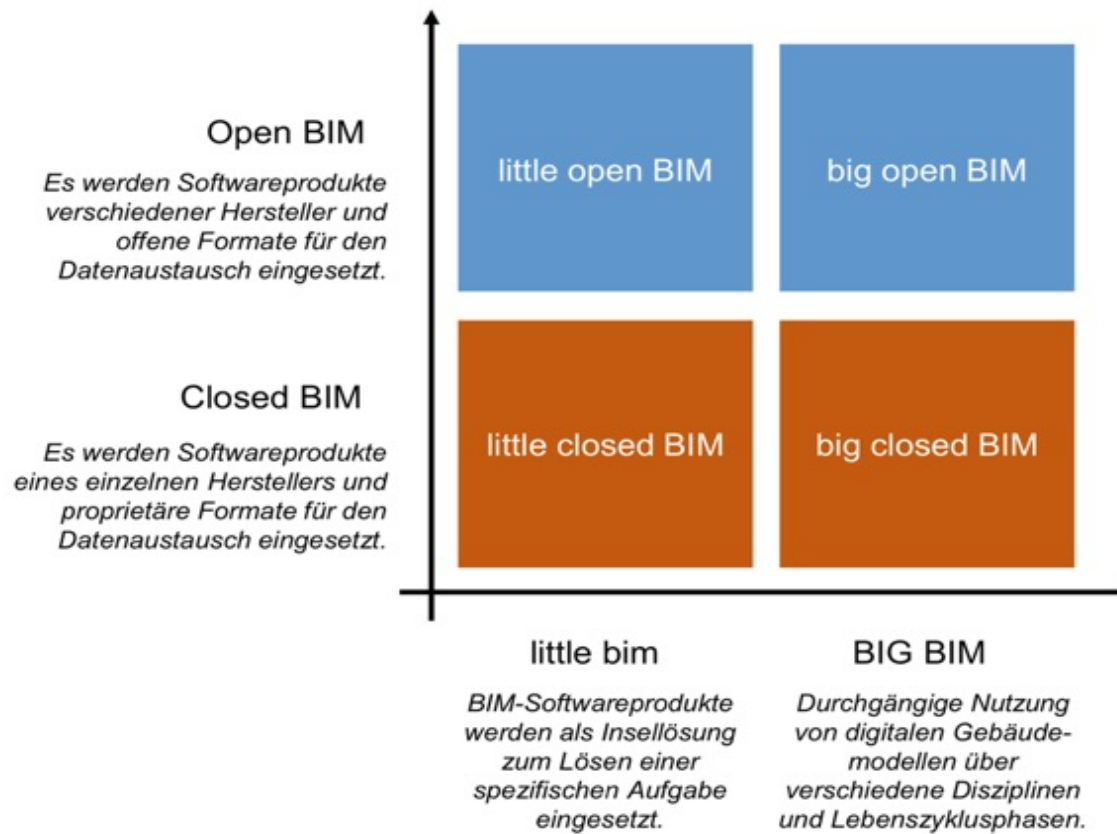 Open BIM
Es werden Softwareprodukte
verschiedener Hersteller und
offene Formate für den
Datenaustausch eingesetzt.
little open BIM
big open BIM
Closed BIM
Es werden Softwareprodukte
eines einzelnen Herstellers und
proprietäre Formate für den
Datenaustausch eingesetzt.
little closed BIM
big closed BIM
little bim
BIM-Softwareprodukte
werden als Insellösung
zum Lösen einer
spezifischen Aufgabe
eingesetzt.
BIG BIM
Durchgängige Nutzung
von digitalen Gebäude-
modellen über
verschiedene Disziplinen
und Lebenszyklusphasen.